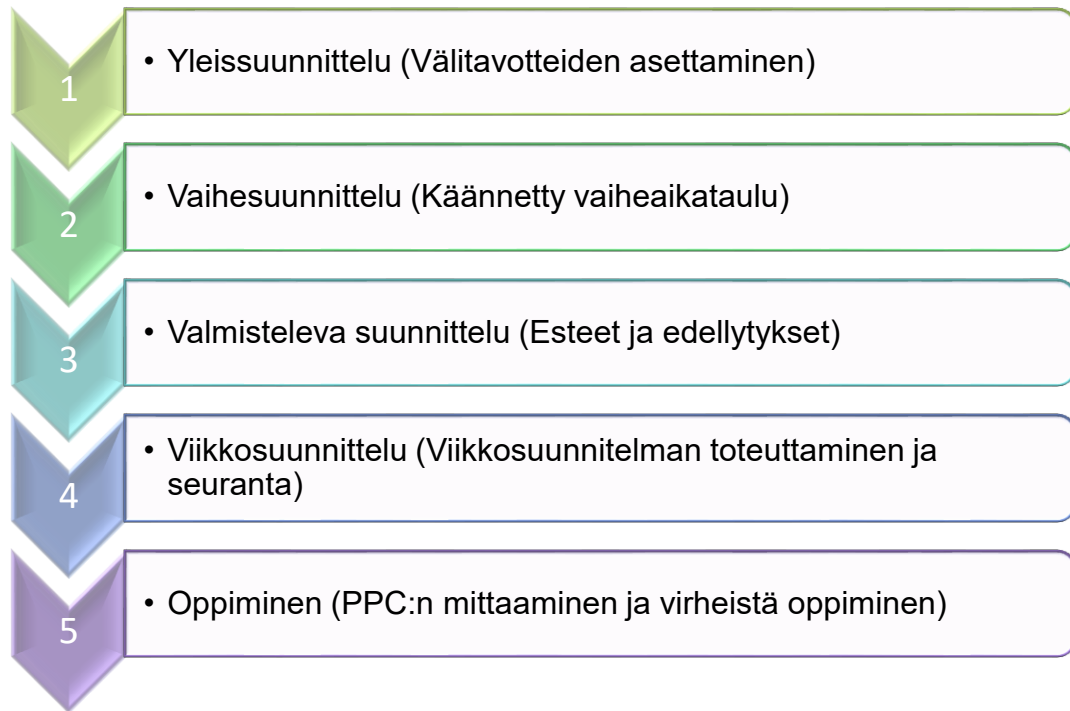 1
• Yleissuunnittelu (Välitavotteiden asettaminen)
2
• Vaihesuunnittelu (Käännetty vaiheaikataulu)
3
• Valmisteleva suunnittelu (Esteet ja edellytykset)
4
• Viikkosuunnittelu (Viikkosuunnitelman toteuttaminen ja
seuranta)
5
• Oppiminen (PPC:n mittaaminen ja virheistä oppiminen)